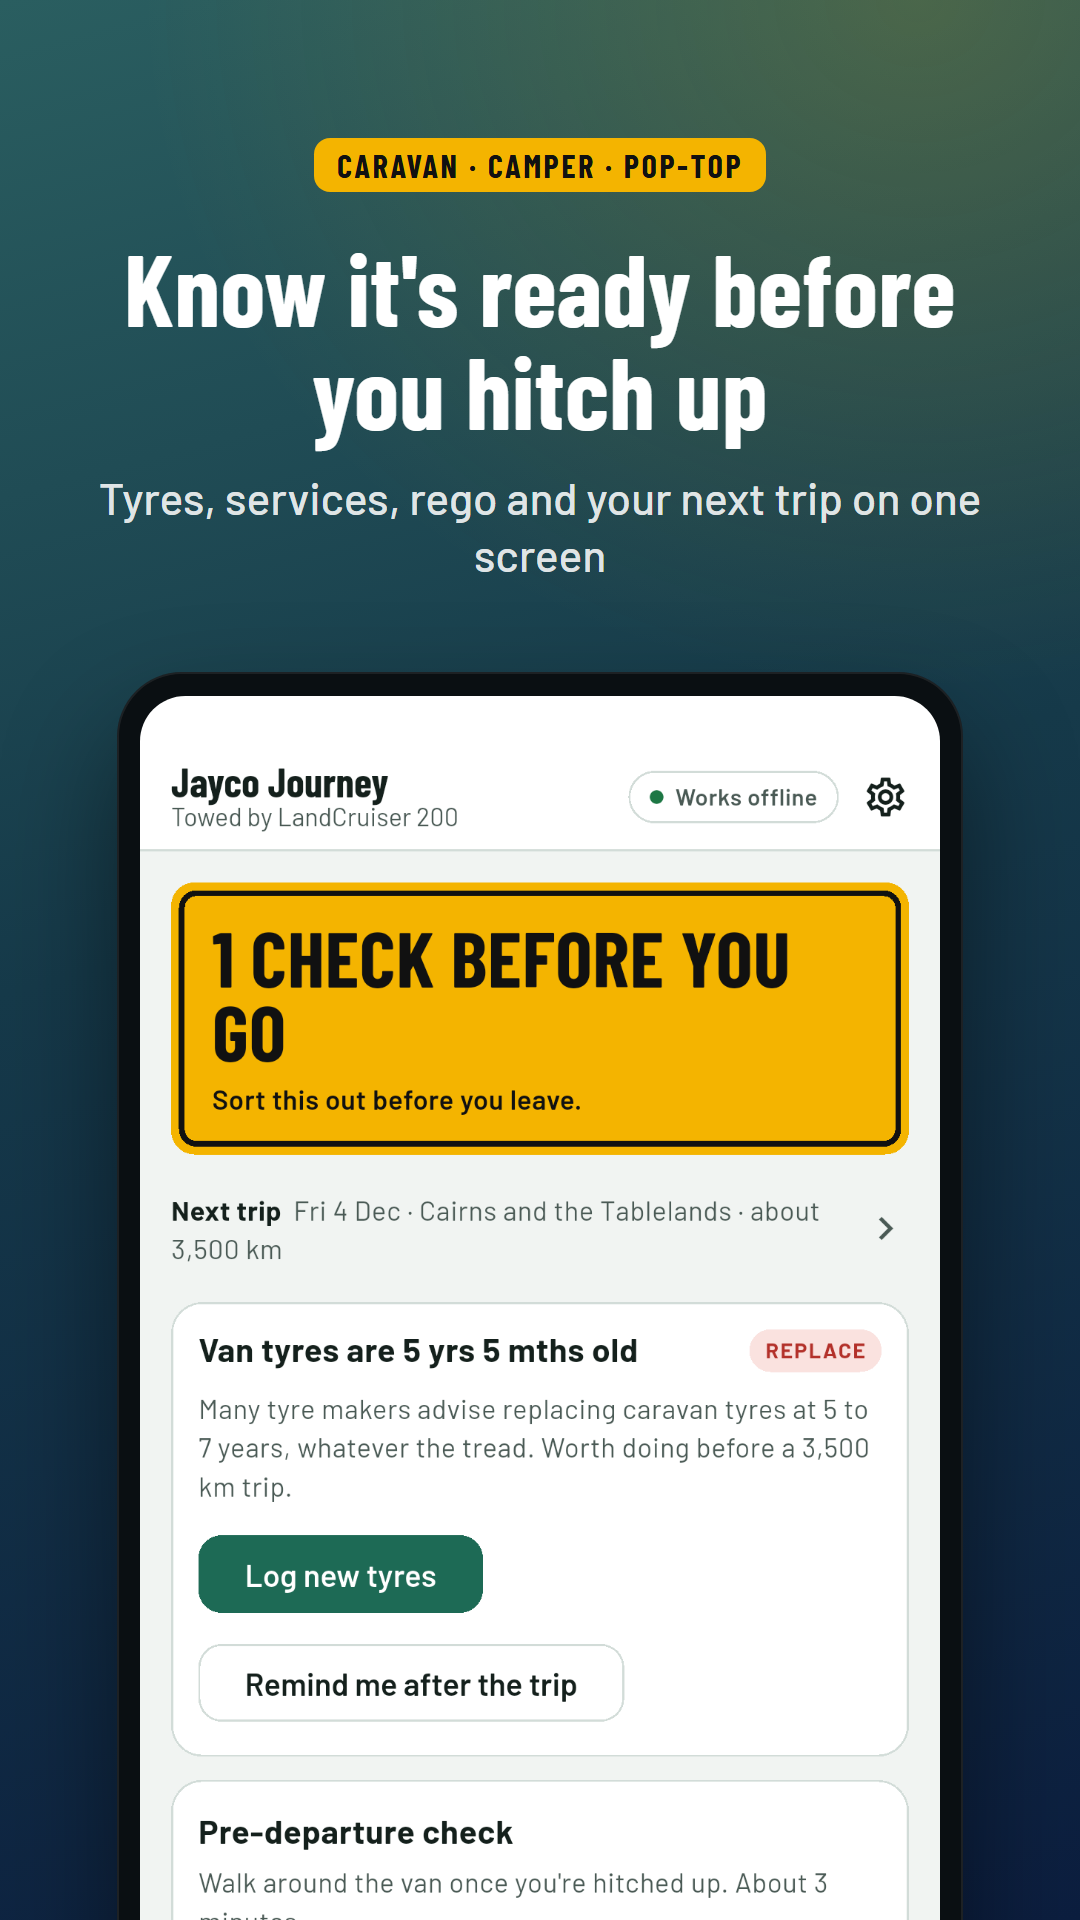 CARAVAN · CAMPER · POP-TOP
Know it's ready before
you hitch up
Tyres, services, rego and your next trip on one
screen
Jayco Journey
Towed by LandCruiser 200
Works offline
1 CHECK BEFORE YOU
GO
Sort this out before you leave.
Next trip Fri 4 Dec · Cairns and the Tablelands · about
3,500 km
Van tyres are 5 yrs 5 mths old
REPLACE
Many tyre makers advise replacing caravan tyres at 5 to
7 years, whatever the tread. Worth doing before a 3,500
km trip.
Log new tyres
Remind me after the trip
Pre-departure check
Walk around the van once you're hitched up. About 3